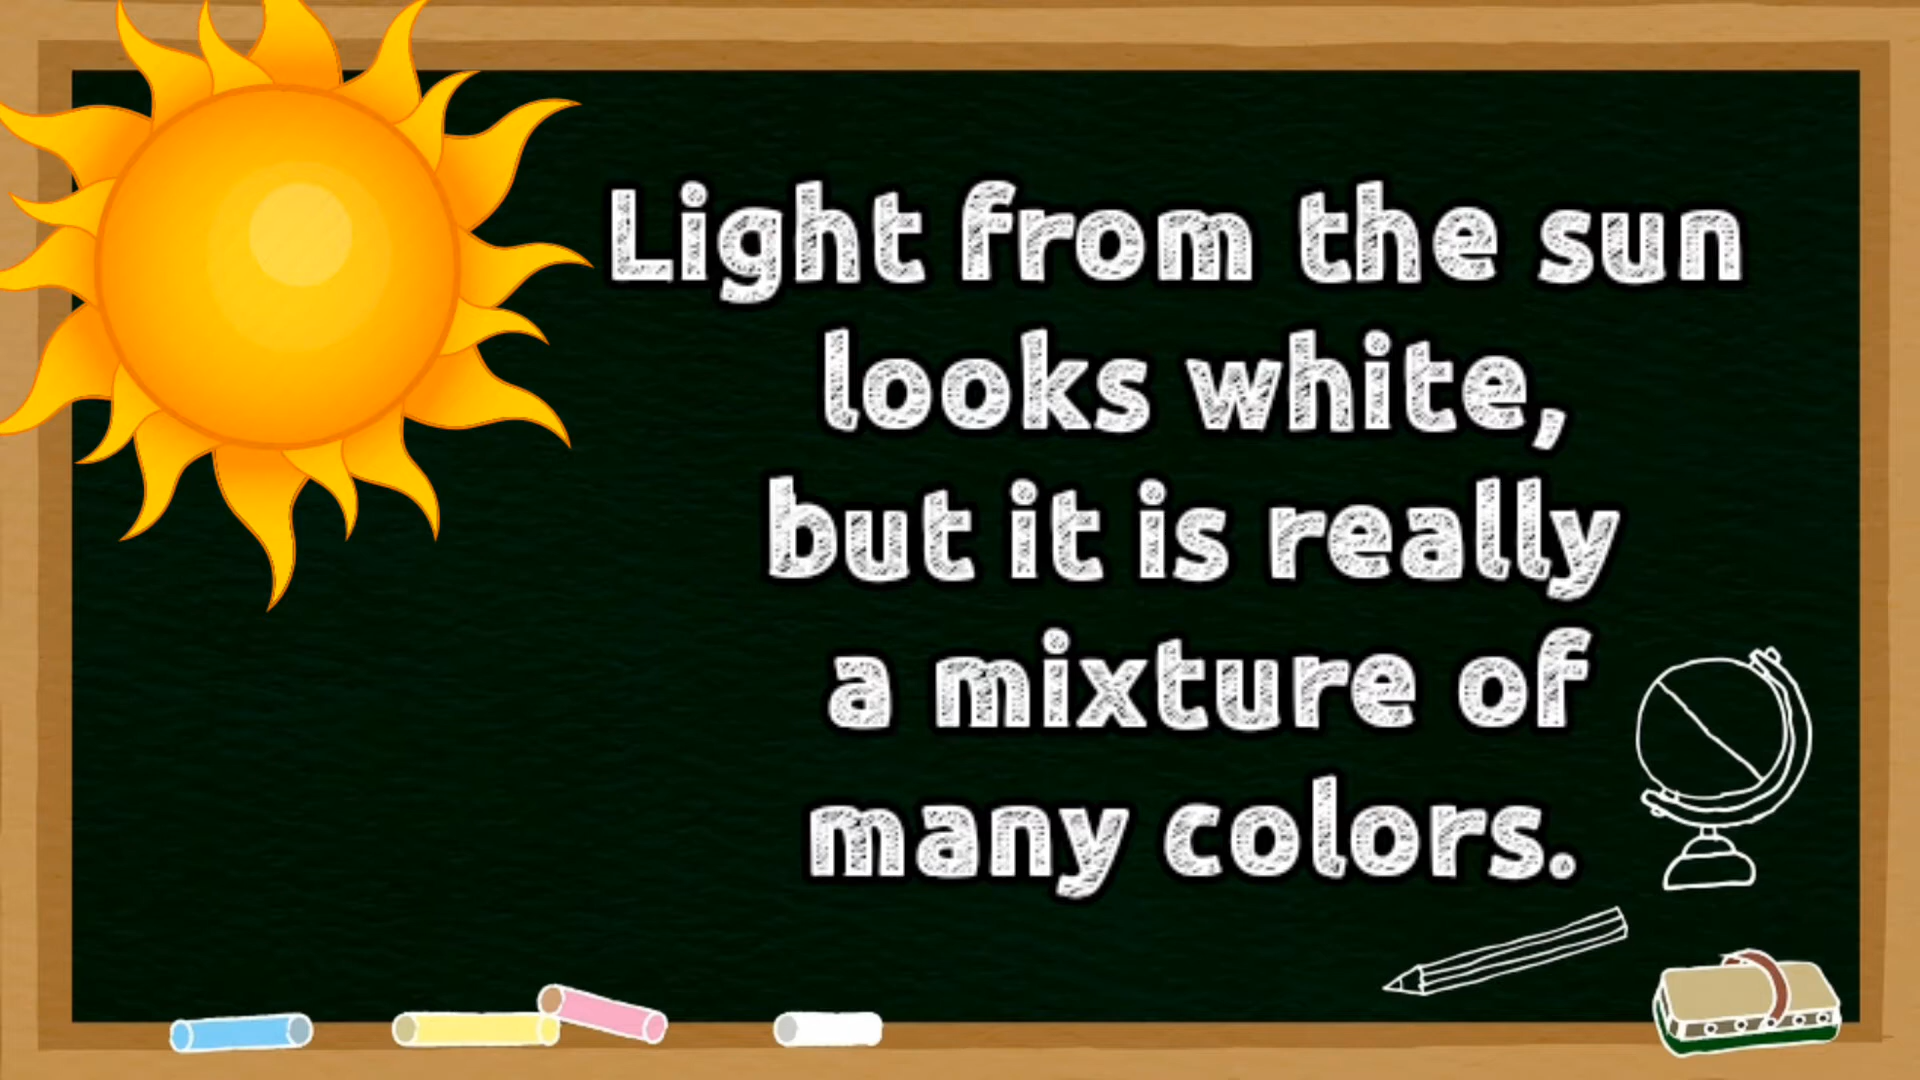 Light from the sun
looks white,
but it is really
a mixture of
many colors.